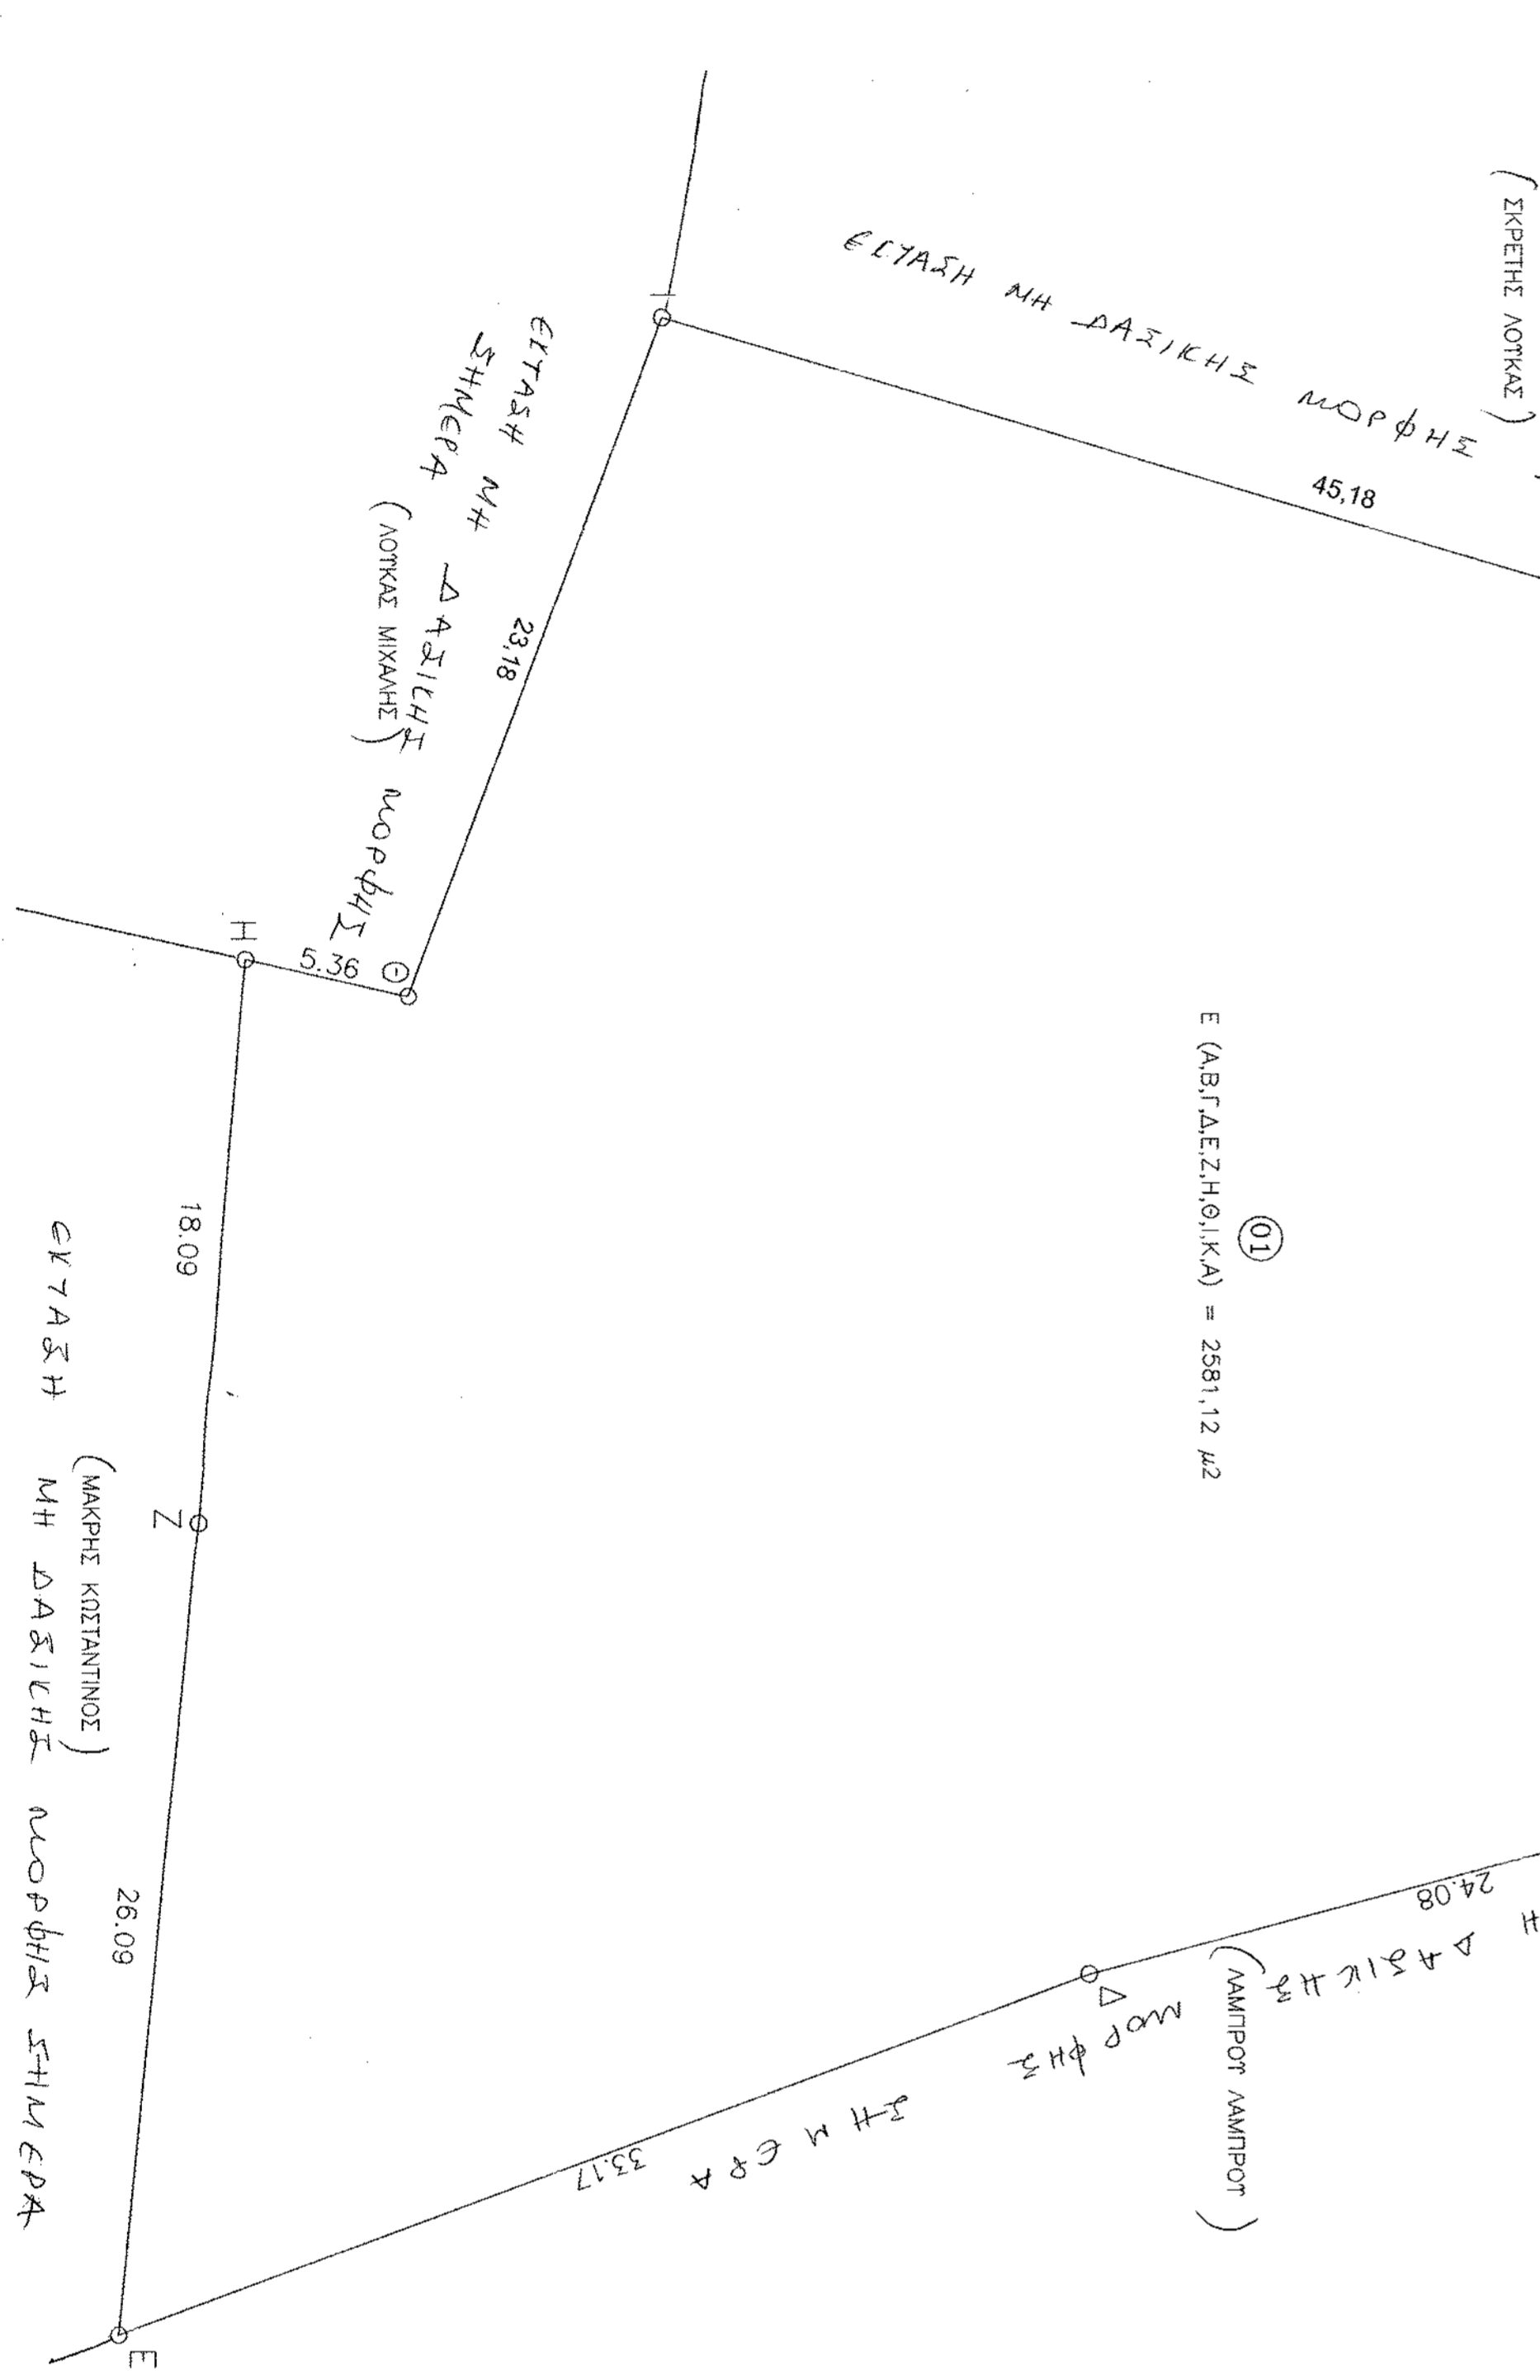 (ΣΚΡΕΤΗΣ ΛΟΥΚΑΣ)
ΕΚΤΑΣΗ ΜΗ ΔΑΣΙΚΗΣ ΜΟΡΦΗΣ
45,18
Ι
ΕΚΤΑΣΗ ΜΗ ΔΑΣΙΚΗΣ ΜΟΡΦΗΣ
ΣΗΜΕΡΑ
(ΛΟΥΚΑΣ ΜΙΧΑΛΗΣ)
23,18
Θ
5.36
Η
01
Ε (Α,Β,Γ,Δ,Ε,Ζ,Η,Θ,Ι,Κ,Α) = 2581,12 μ2
18.09
Ζ
(ΜΑΚΡΗΣ ΚΩΣΤΑΝΤΙΝΟΣ)
ΕΚΤΑΣΗ ΜΗ ΔΑΣΙΚΗΣ ΜΟΡΦΗΣ ΣΗΜΕΡΑ
26.09
24.08
Η ΔΑΣΙΚΗΣ ΜΟΡΦΗΣ ΣΗΜΕΡΑ
(ΛΑΜΠΡΟΥ ΛΑΜΠΡΟΥ)
Δ
33.17
Ε